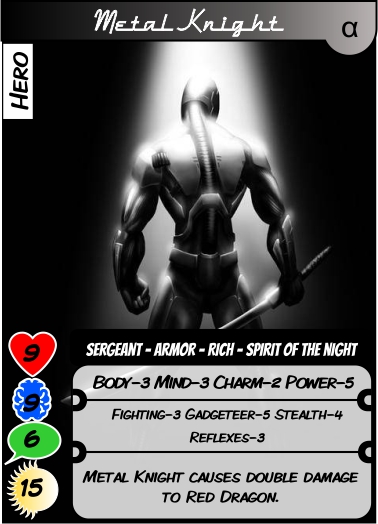 Metal Knight
α
Hero
9
9
6
15
SERGEANT - ARMOR - RICH - SPIRIT OF THE NIGHT
BODY-3 MIND-3 CHARM-2 POWER-5
FIGHTING-3 GADGETEER-5 STEALTH-4
REFLEXES-3
METAL KNIGHT CAUSES DOUBLE DAMAGE
TO RED DRAGON.